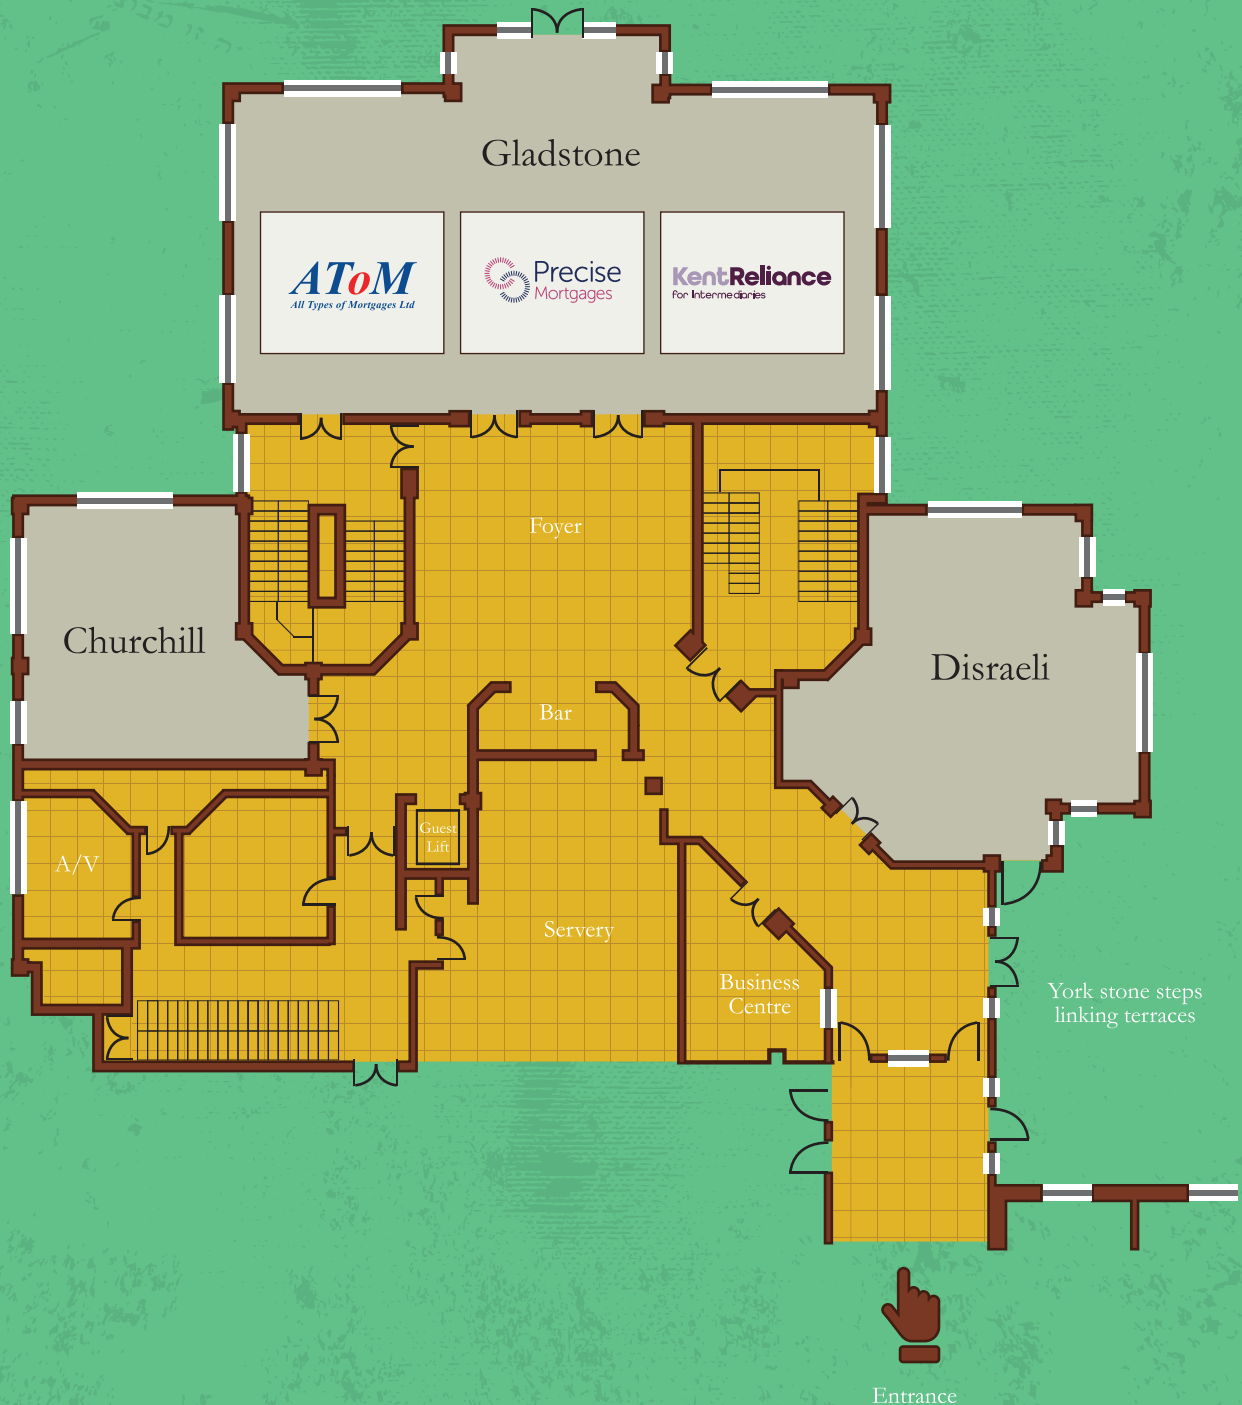 Gladstone
AToM
All Types of Mortgages Ltd
Precise
Mortgages
KentReliance
for Intermediaries
Foyer
Churchill
Disraeli
Bar
Guest
Lift
A/V
Servery
Business
Centre
York stone steps
linking terraces
Entrance